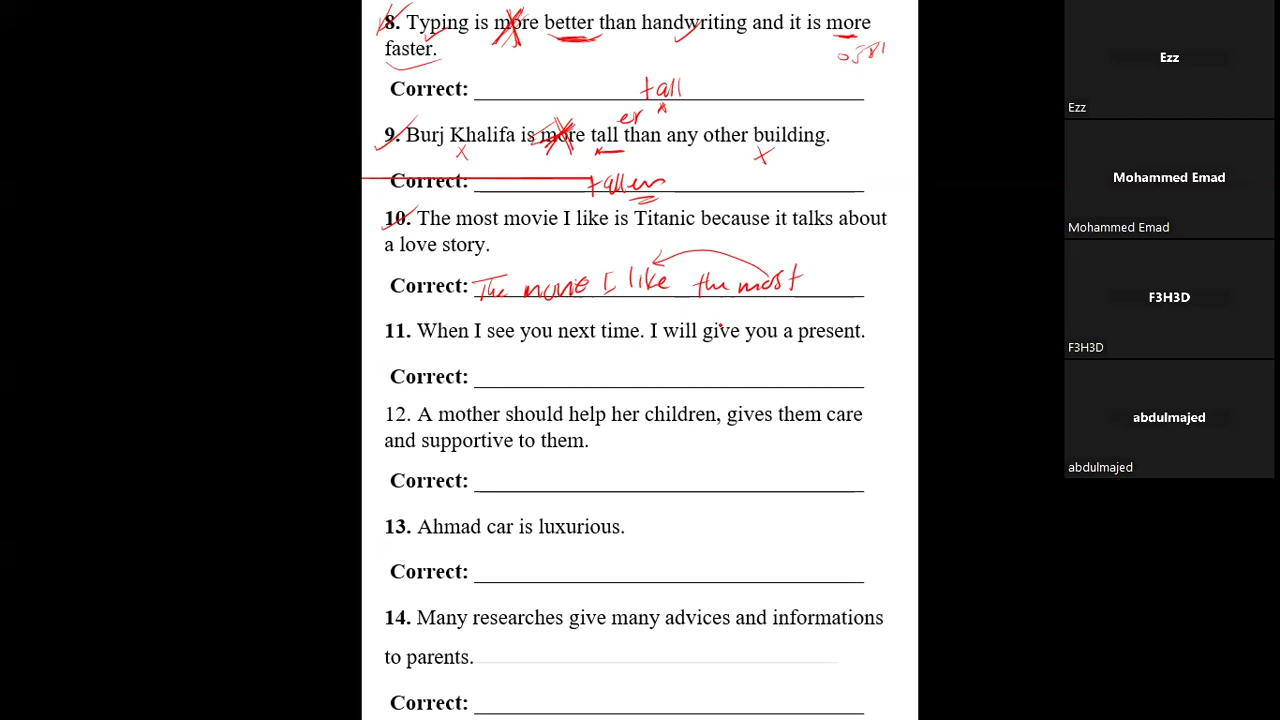 8. Typing is more better than handwriting and it is more
faster.
Correct:
tall
er
9. Burj Khalifa is more tall than any other building.
Correct: taller
10. The most movie I like is Titanic because it talks about
a love story.
Correct: The movie I like the most
11. When I see you next time. I will give you a present.
Correct:
12. A mother should help her children, gives them care
and supportive to them.
Correct:
13. Ahmad car is luxurious.
Correct:
14. Many researches give many advices and informations
to parents.
Correct:
Ezz
Ezz
Mohammed Emad
Mohammed Emad
F3H3D
F3H3D
abdulmajed
abdulmajed